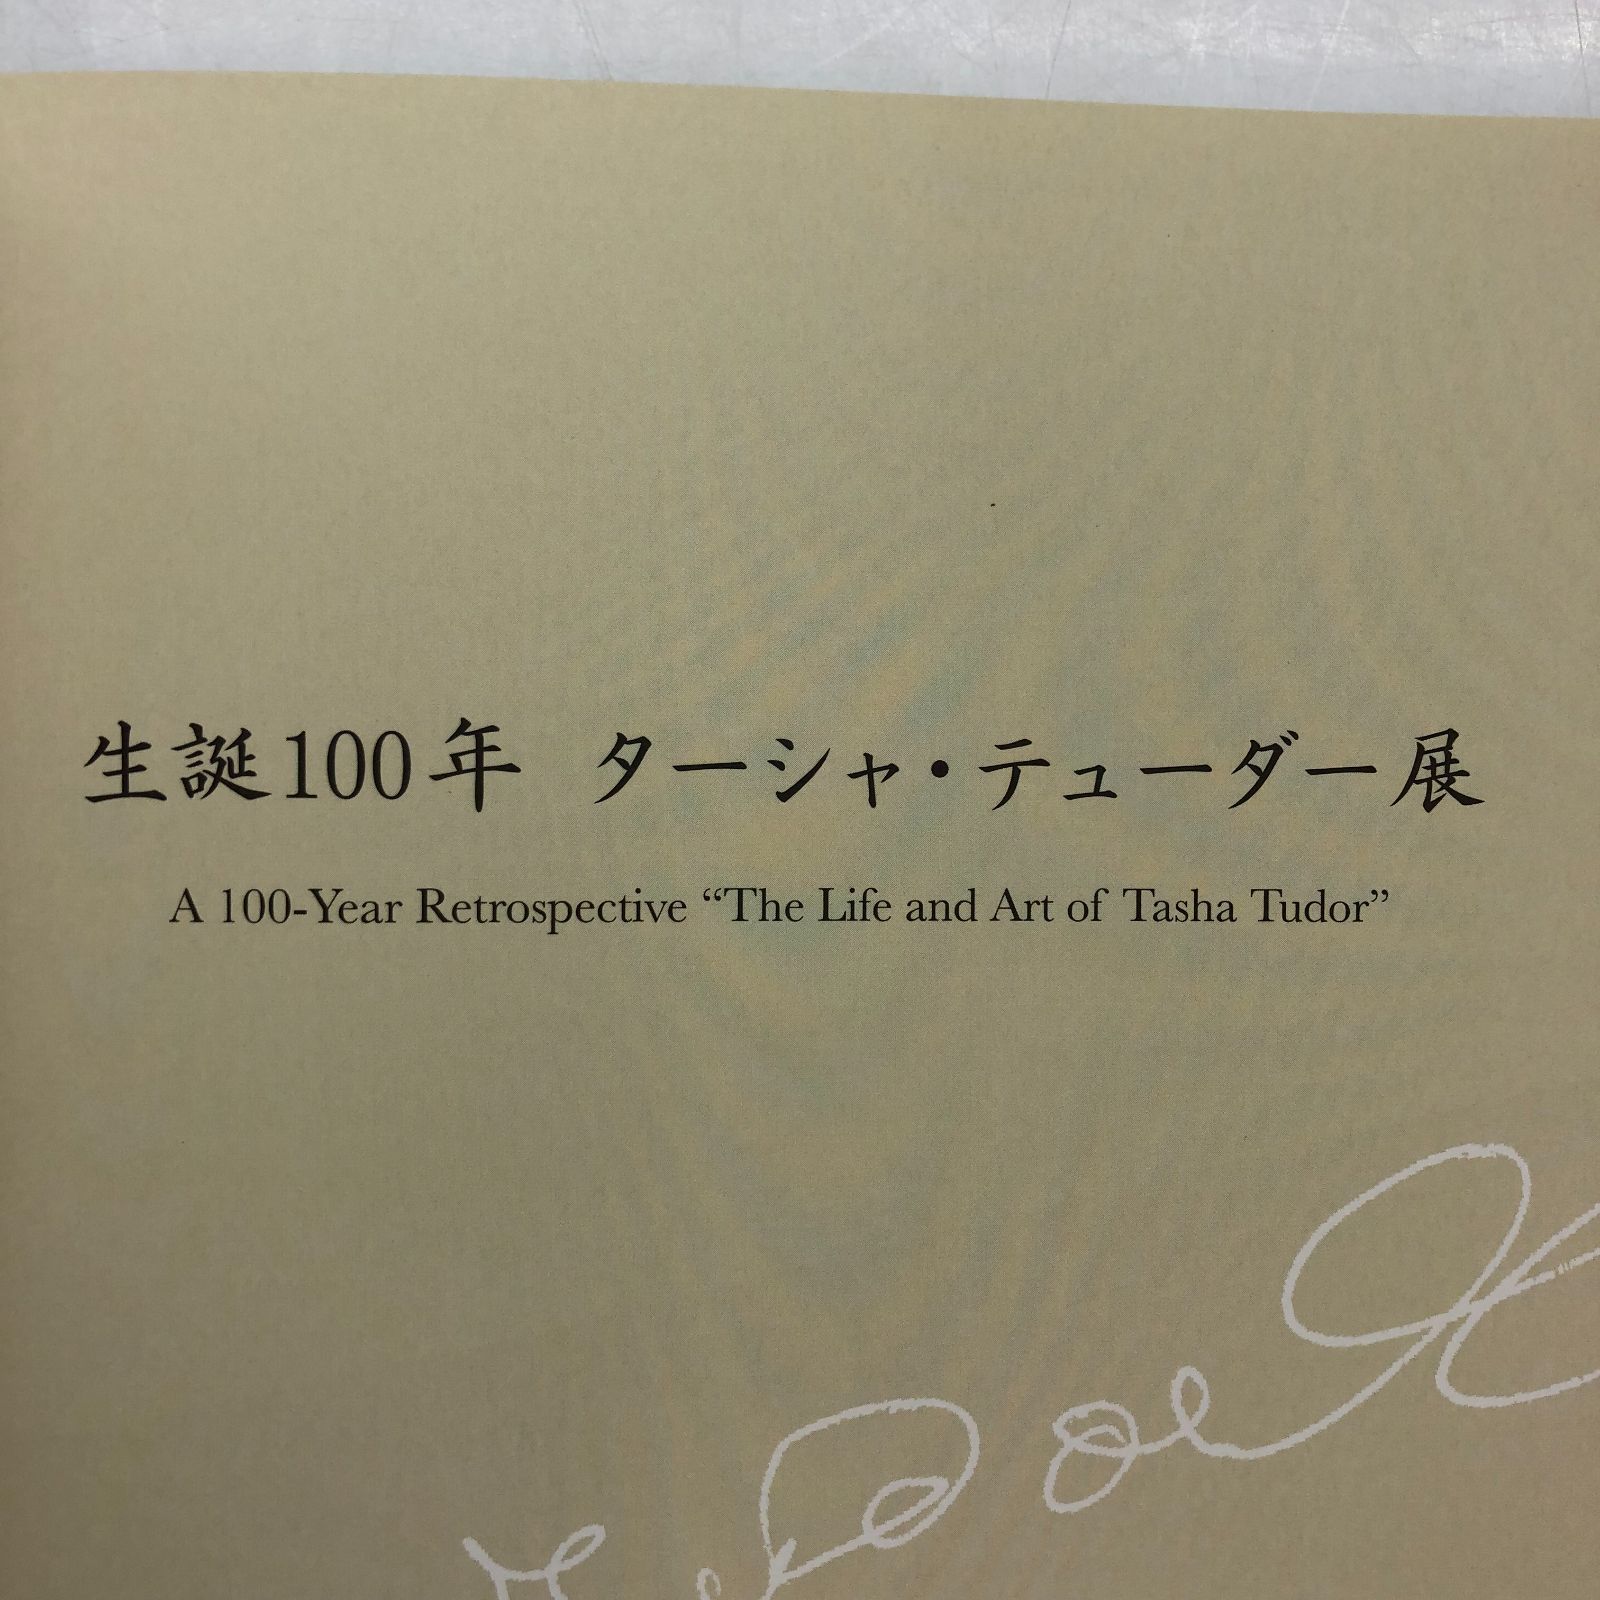 生誕100年 ターシャ・テューダー展
A 100-Year Retrospective “The Life and Art of Tasha Tudor”